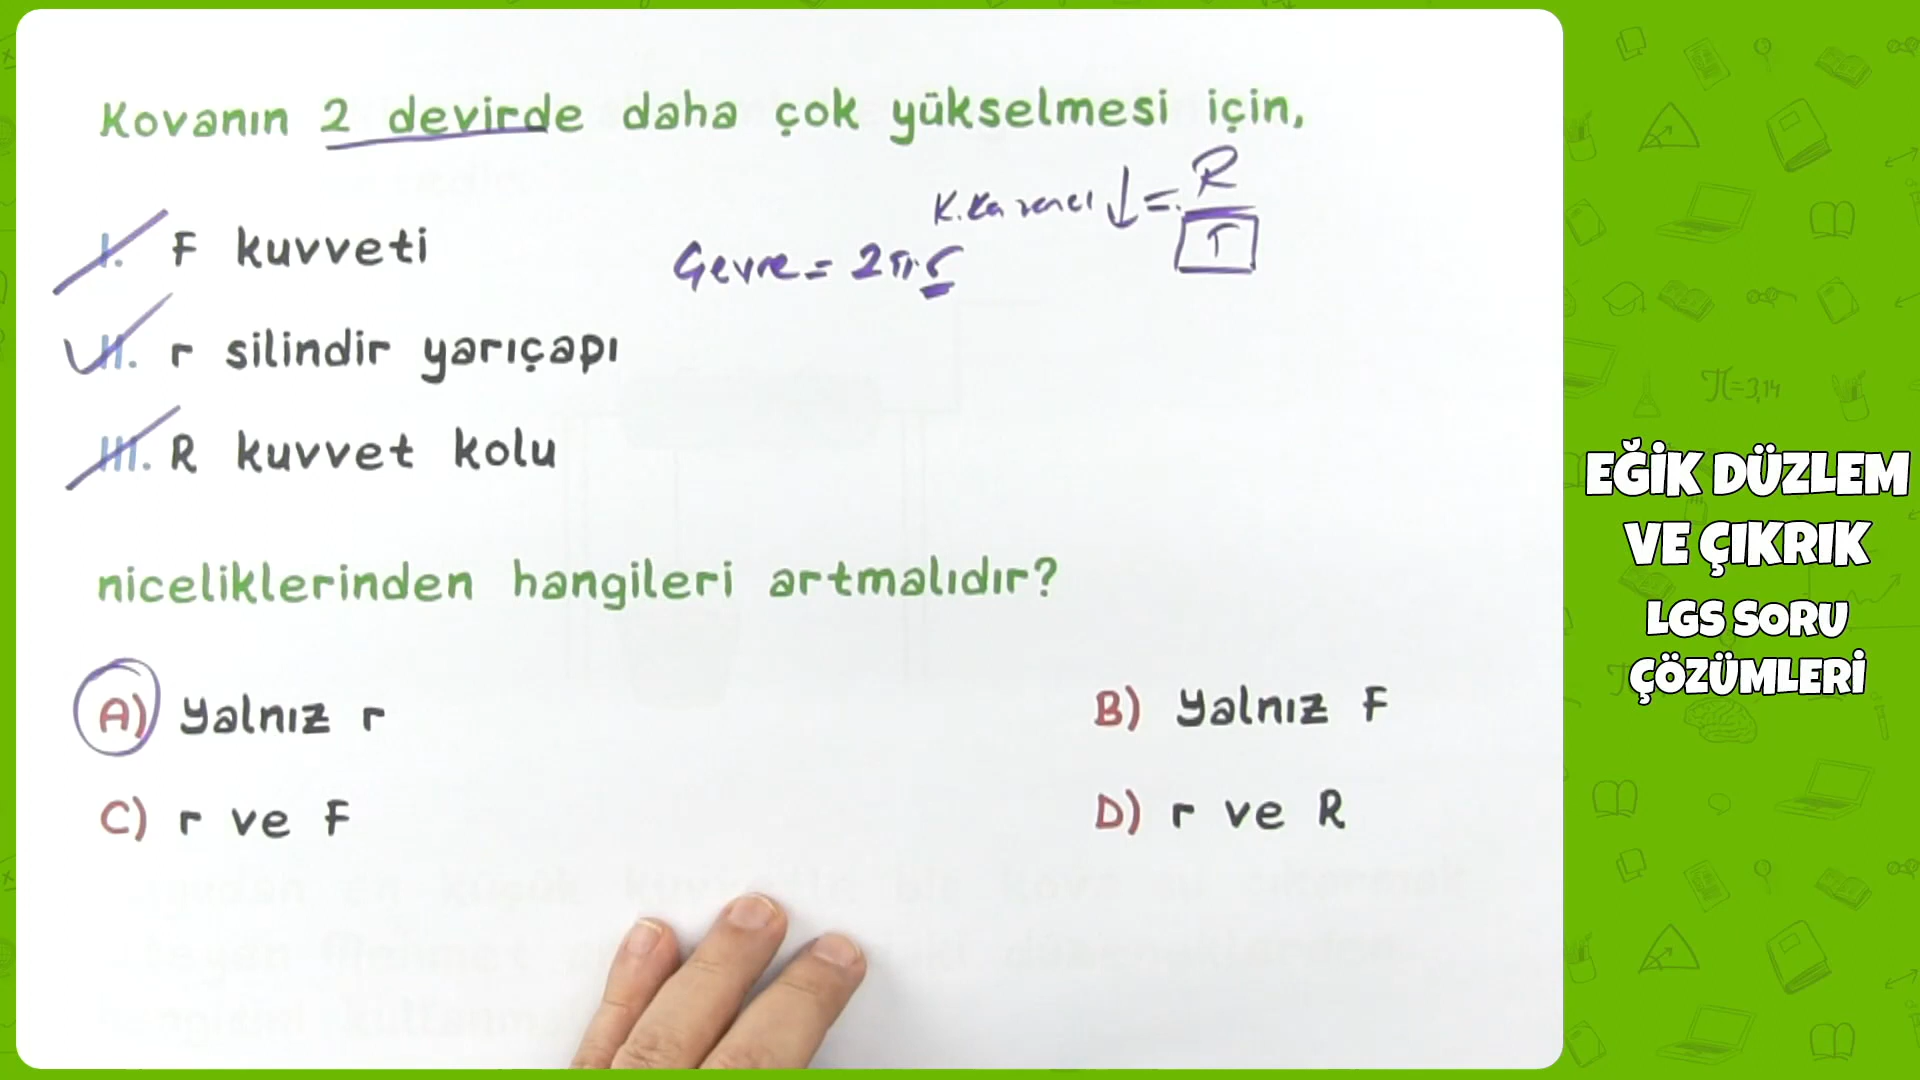 Kovanın 2 devirde daha çok yükselmesi için,
K. Kazancı ↓ = R
r
Çevre = 2π.r
I. F kuvveti
II. r silindir yarıçapı
III. R kuvvet kolu
niceliklerinden hangileri artmalıdır?
A) Yalnız r
B) Yalnız F
C) r ve F
D) r ve R
EĞİK DÜZLEM
VE ÇIKRIK
LGS SORU
ÇÖZÜMLERİ
π=3,14